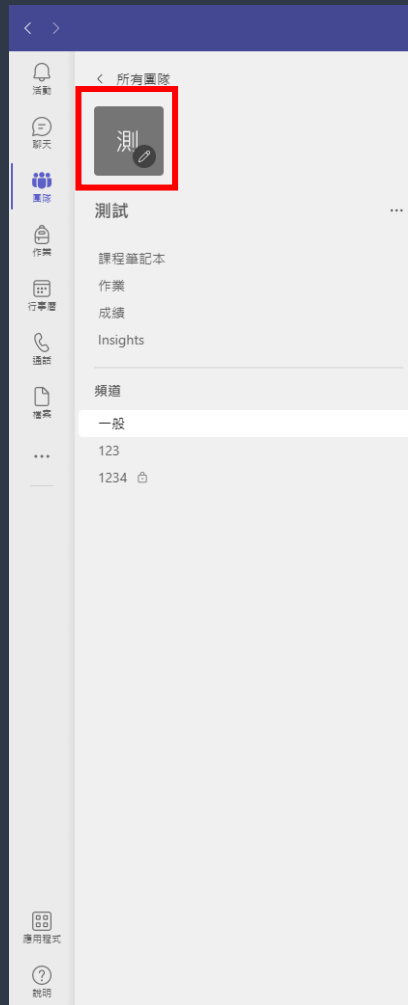 活動
聊天
團隊
作業
行事曆
通話
檔案
...
應用程式
說明
所有團隊
測
測試
...
課程筆記本
作業
成績
Insights
頻道
一般
123
1234